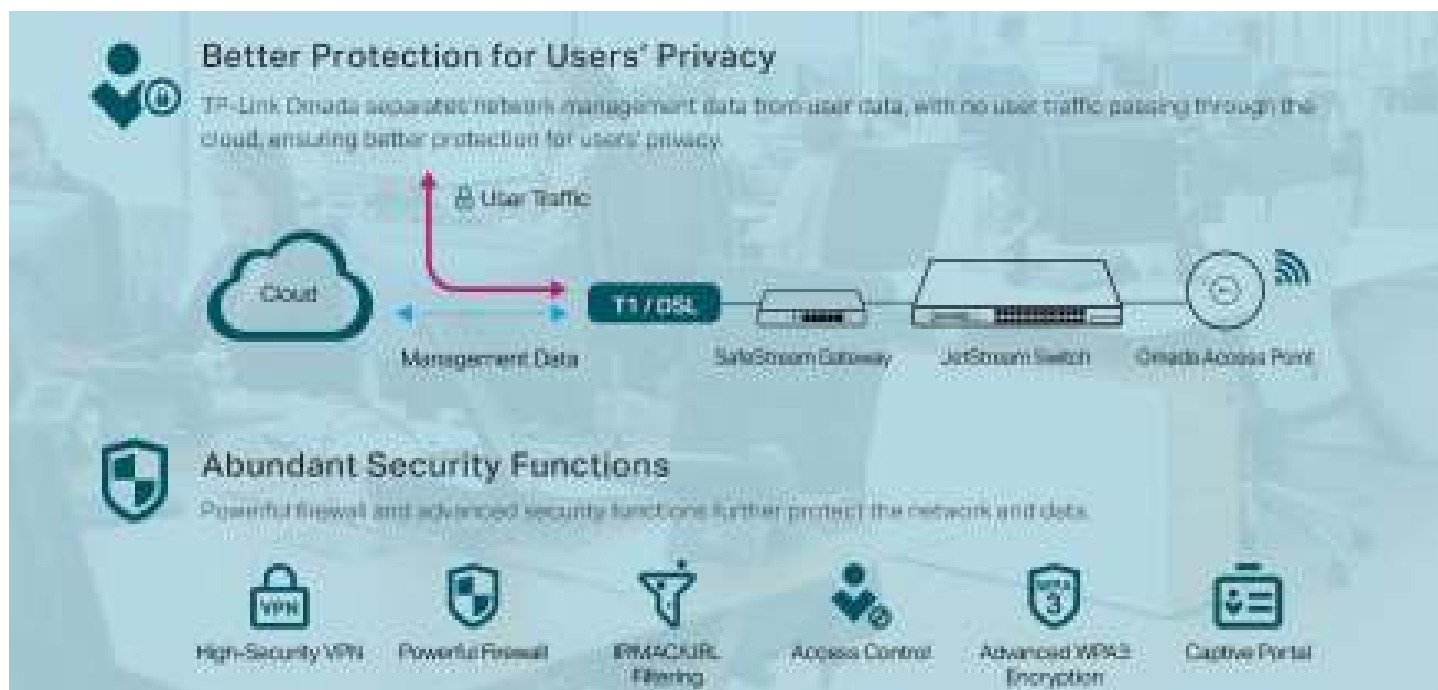 Better Protection for Users' Privacy
TP-Link Omada separates network management data from user data, with no user traffic passing through the
cloud, ensuring better protection for users' privacy.
User Traffic
Cloud
T1 / DSL
Management Data
SafeStream Gateway
JetStream Switch
Omada Access Point
Abundant Security Functions
Powerful firewall and advanced security functions further protect the network and data.
VPN
WPA
3
High-Security VPN
Powerful Firewall
IP/MAC/URL
Filtering
Access Control
Advanced WPA3
Encryption
Captive Portal